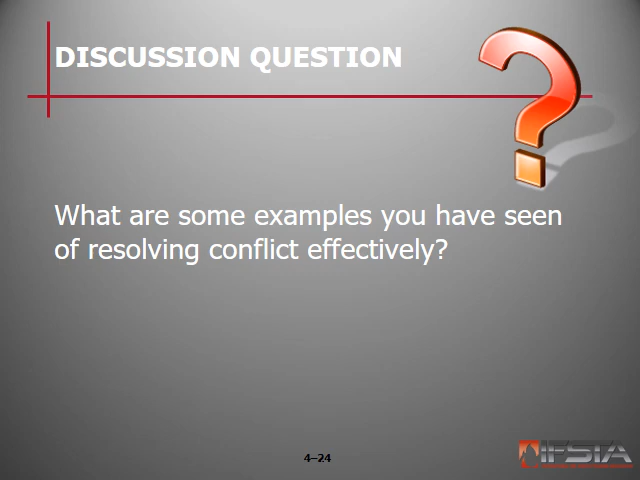 DISCUSSION QUESTION
What are some examples you have seen
of resolving conflict effectively?
4–24
IFSTA